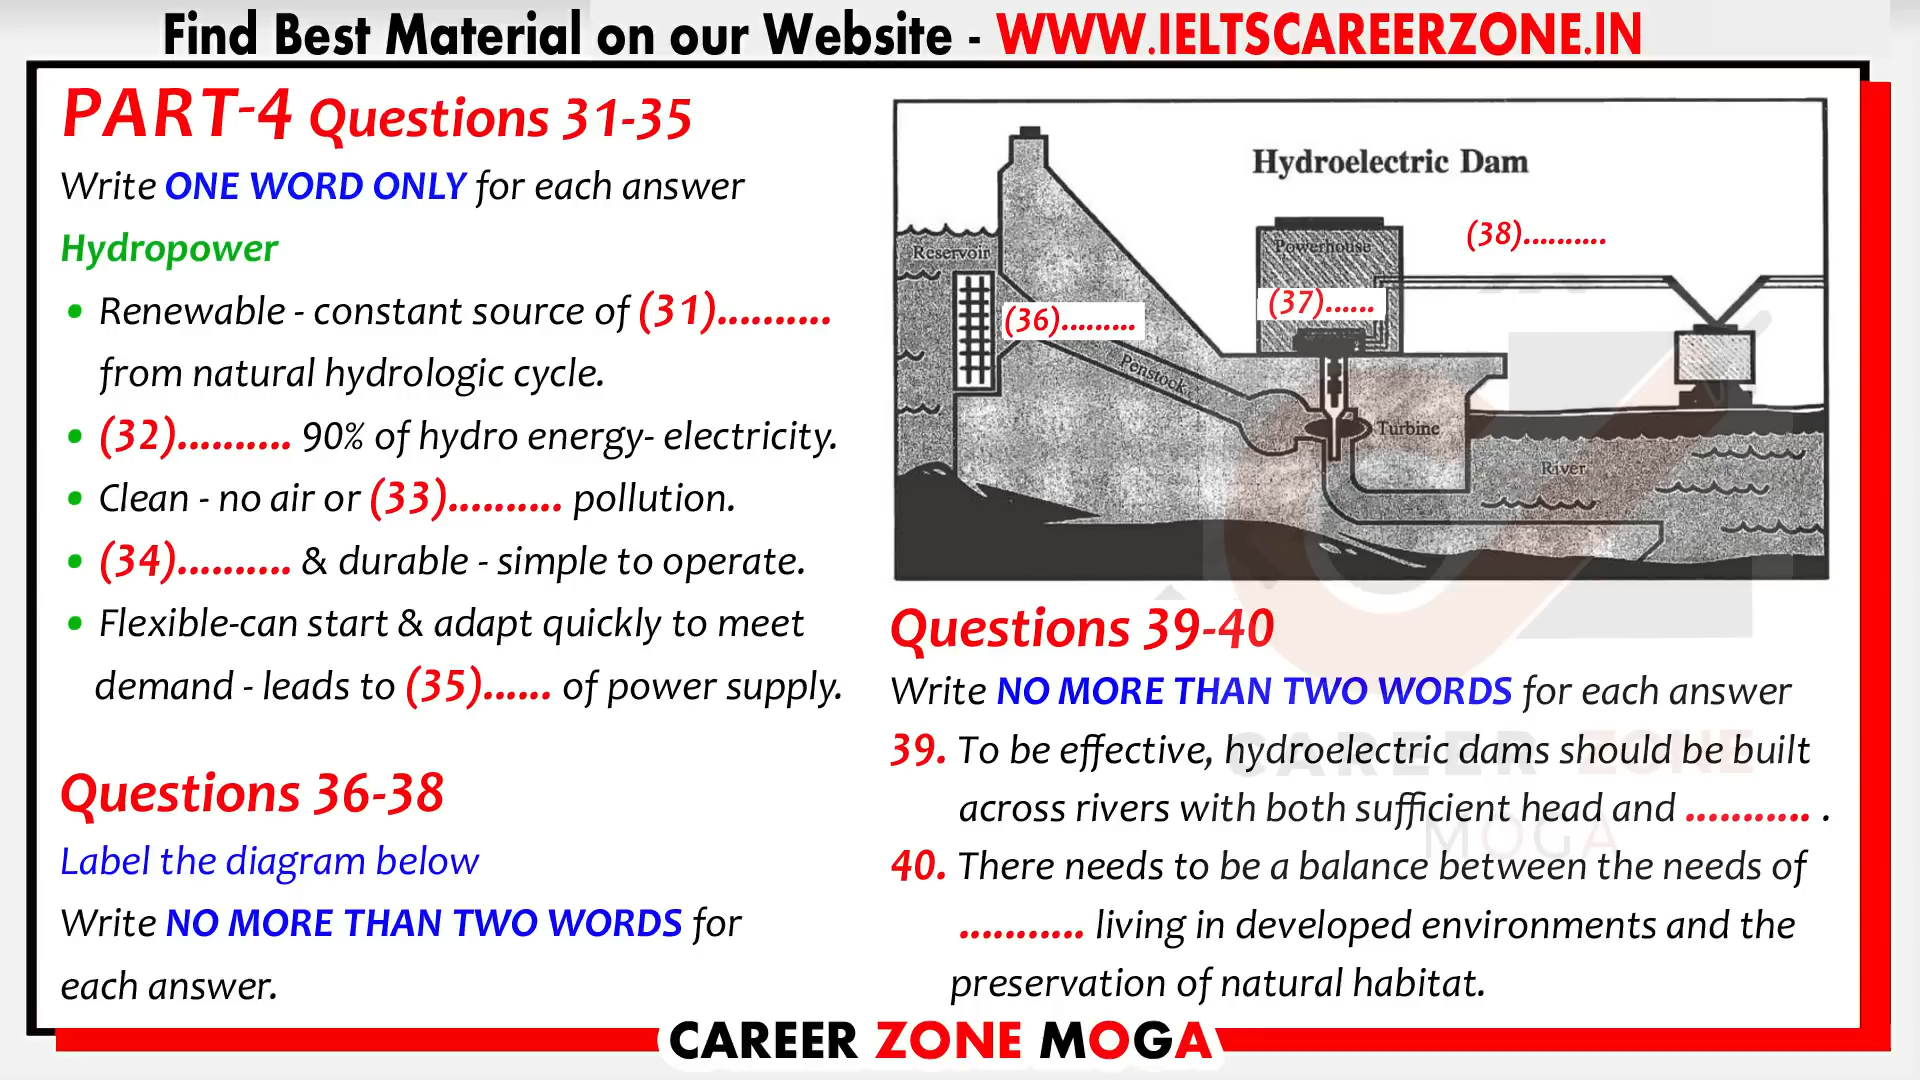 Find Best Material on our Website - WWW.IELTSCAREERZONE.IN
PART-4 Questions 31-35
Write ONE WORD ONLY for each answer
Hydropower
• Renewable - constant source of (31)..........
from natural hydrologic cycle.
• (32).......... 90% of hydro energy- electricity.
• Clean - no air or (33).......... pollution.
• (34).......... & durable - simple to operate.
• Flexible-can start & adapt quickly to meet
demand - leads to (35)...... of power supply.
Questions 36-38
Label the diagram below
Write NO MORE THAN TWO WORDS for
each answer.
Hydroelectric Dam
(38)..........
Powerhouse
Reservoir
(37)......
(36).........
Penstock
Turbine
River
Questions 39-40
Write NO MORE THAN TWO WORDS for each answer
39. To be effective, hydroelectric dams should be built
across rivers with both sufficient head and ........... .
40. There needs to be a balance between the needs of
........... living in developed environments and the
preservation of natural habitat.
CAREER ZONE
MOGA
CAREER ZONE MOGA